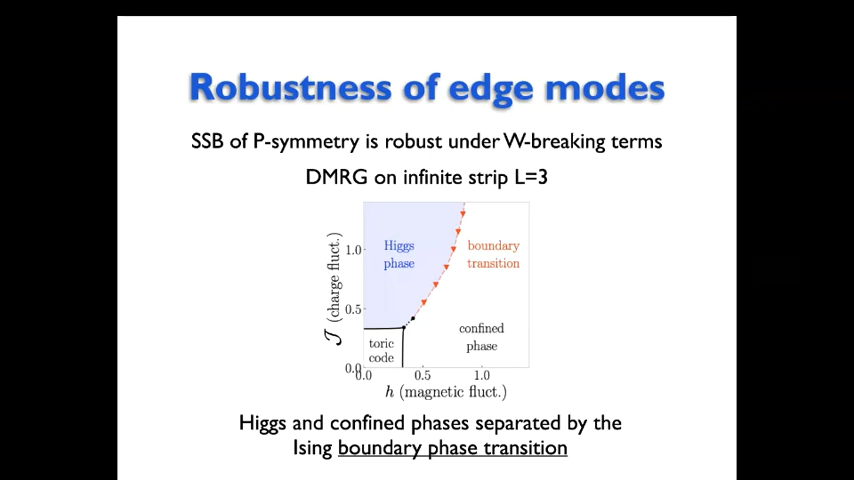 Robustness of edge modes
SSB of P-symmetry is robust under W-breaking terms
DMRG on infinite strip L=3
Higgs
phase
boundary
transition
1.0
0.5
0.0
𝒥 (charge fluct.)
toric
code
confined
phase
0.0 0.5 1.0
h (magnetic fluct.)
Higgs and confined phases separated by the
Ising boundary phase transition